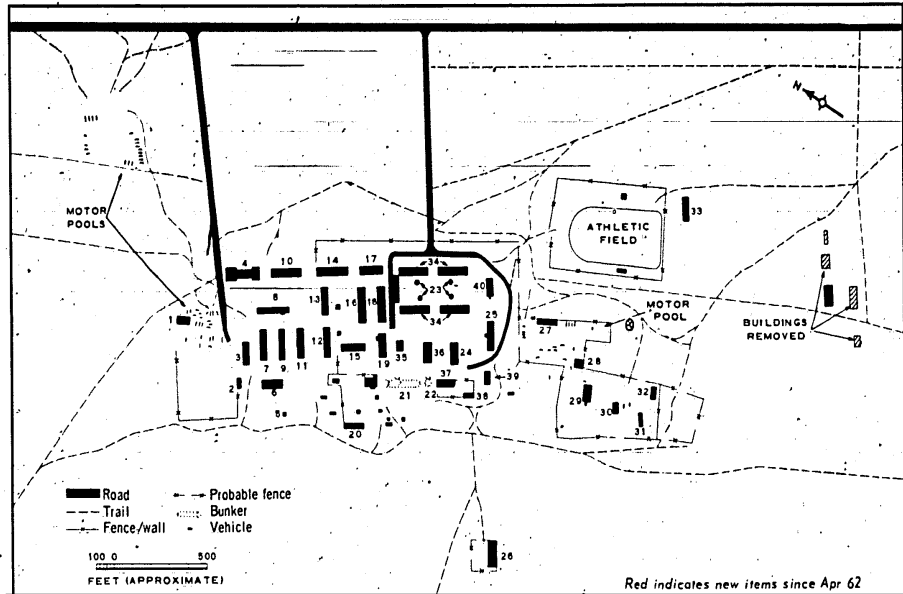 N
MOTOR
POOLS
ATHLETIC
FIELD
33
4
10
14
17
34
23
40
8
13
16
18
34
25
1
27
MOTOR
POOL
BUILDINGS
REMOVED
3
7
9
11
12
15
19
35
36
24
28
2
6
21
22
37
38
39
29
30
32
31
5
20
26
Road
Probable fence
Trail
Bunker
Fence/wall
Vehicle
100 0 500
FEET (APPROXIMATE)
Red indicates new items since Apr 62